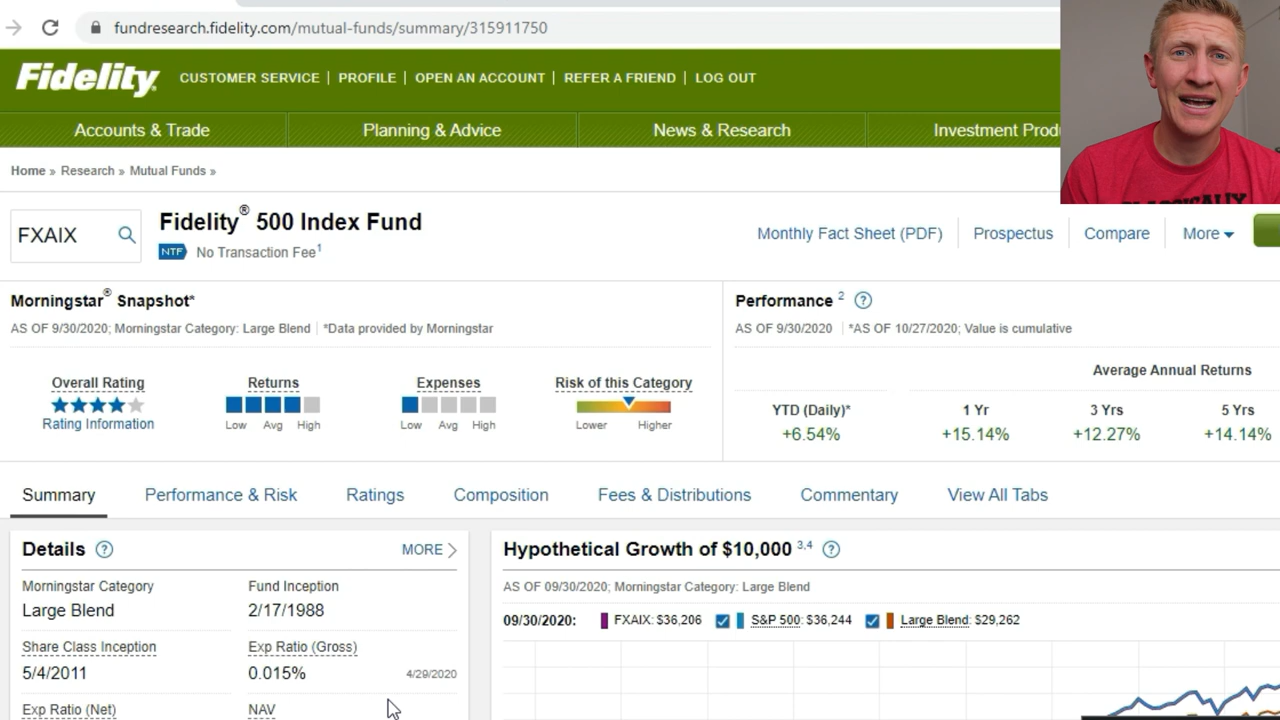 fundresearch.fidelity.com/mutual-funds/summary/315911750
Fidelity
CUSTOMER SERVICE | PROFILE | OPEN AN ACCOUNT | REFER A FRIEND | LOG OUT
Accounts & Trade Planning & Advice News & Research Investment Prod
Home » Research » Mutual Funds »
FXAIX
Fidelity® 500 Index Fund
NTF No Transaction Fee1
Monthly Fact Sheet (PDF) Prospectus Compare More
Morningstar® Snapshot*
AS OF 9/30/2020; Morningstar Category: Large Blend | *Data provided by Morningstar
Overall Rating Returns Expenses Risk of this Category
Low Avg High Low Avg High Lower Higher
Rating Information
Performance 2 ?
AS OF 9/30/2020 | *AS OF 10/27/2020; Value is cumulative
Average Annual Returns
YTD (Daily)* 1 Yr 3 Yrs 5 Yrs
+6.54% +15.14% +12.27% +14.14%
Summary Performance & Risk Ratings Composition Fees & Distributions Commentary View All Tabs
Details ? MORE
Morningstar Category Fund Inception
Large Blend 2/17/1988
Share Class Inception Exp Ratio (Gross)
5/4/2011 0.015% 4/29/2020
Exp Ratio (Net) NAV
Hypothetical Growth of $10,000 3,4 ?
AS OF 09/30/2020; Morningstar Category: Large Blend
09/30/2020: FXAIX: $36,206 S&P 500: $36,244 Large Blend: $29,262